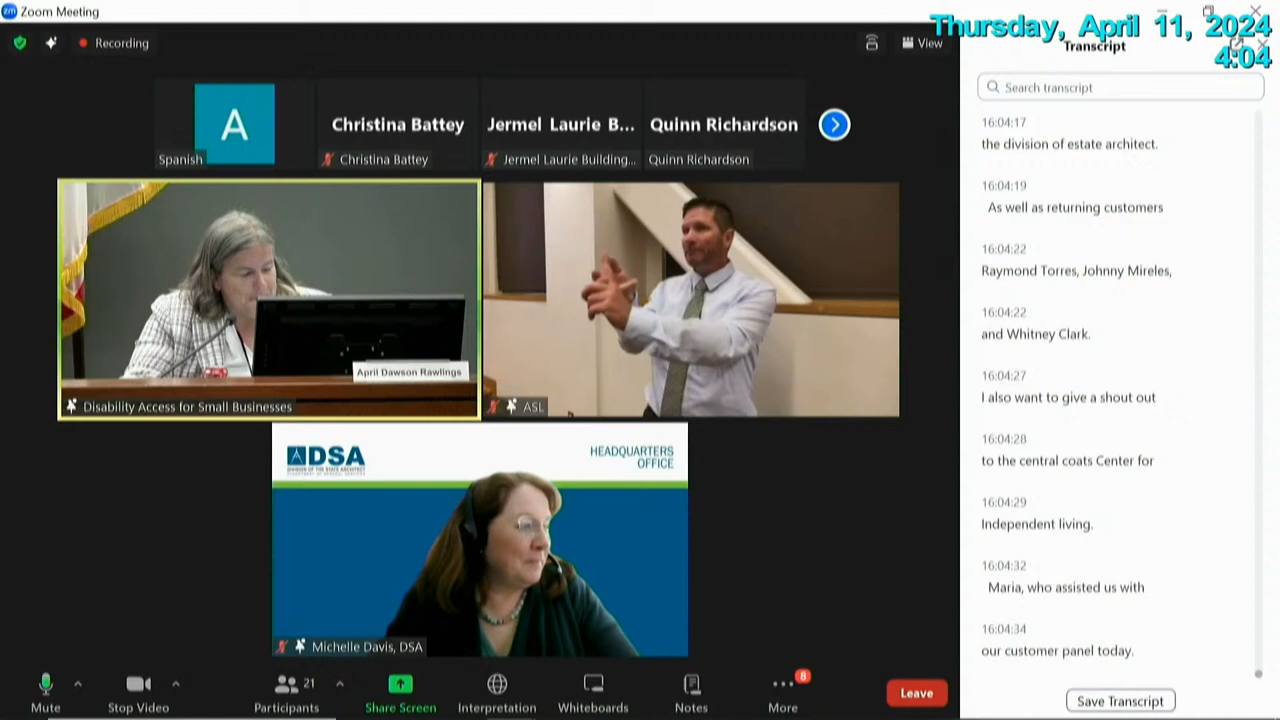 Zoom Meeting
Thursday, April 11, 2024
4:04
Recording
View
Transcript
Search transcript
A
Spanish
Christina Battey
Christina Battey
Jermel Laurie B...
Jermel Laurie Building...
Quinn Richardson
Quinn Richardson
April Dawson Rawlings
Disability Access for Small Businesses
ASL
DSA
DIVISION OF THE STATE ARCHITECT
HEADQUARTERS
OFFICE
Michelle Davis, DSA
16:04:17
the division of estate architect.
16:04:19
As well as returning customers
16:04:22
Raymond Torres, Johnny Mireles,
16:04:22
and Whitney Clark.
16:04:27
I also want to give a shout out
16:04:28
to the central coats Center for
16:04:29
Independent living.
16:04:32
Maria, who assisted us with
16:04:34
our customer panel today.
Save Transcript
Mute
Stop Video
21
Participants
Share Screen
Interpretation
Whiteboards
Notes
8
More
Leave